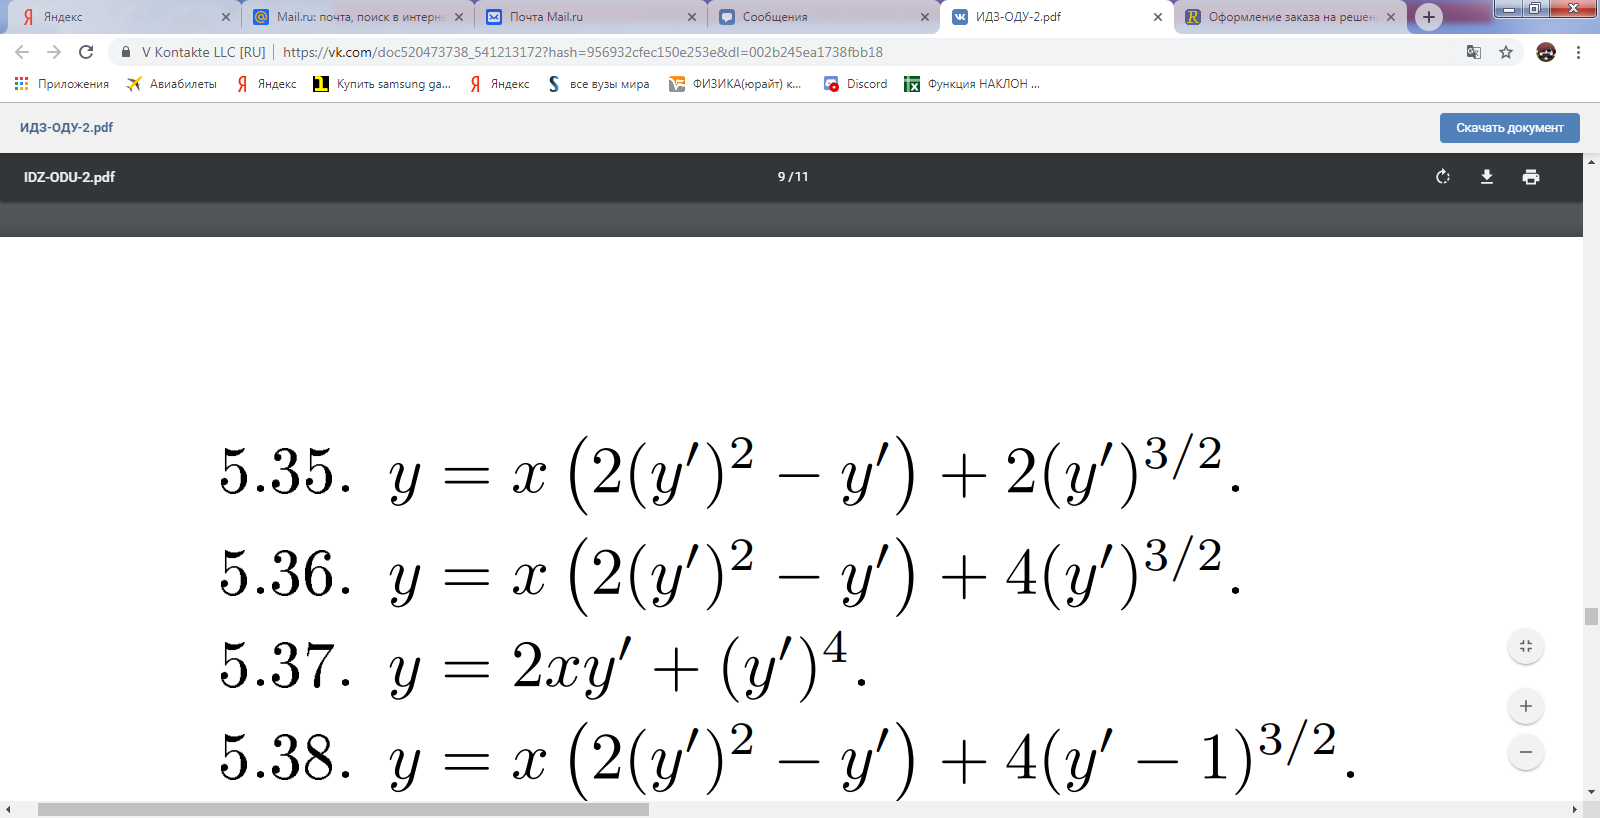 Яндекс
Mail.ru: почта, поиск в интерне
Почта Mail.ru
Сообщения
ИДЗ-ОДУ-2.pdf
Оформление заказа на решен
V Kontakte LLC [RU] | https://vk.com/doc520473738_541213172?hash=956932cfec150e253e&dl=002b245ea1738fbb18
Приложения
Авиабилеты
Яндекс
Купить samsung ga...
Яндекс
все вузы мира
ФИЗИКА(юрайт) к...
Discord
Функция НАКЛОН ...
ИДЗ-ОДУ-2.pdf
Скачать документ
IDZ-ODU-2.pdf
9 / 11
5.35. y = x (2(y′)² − y′) + 2(y′)^{3/2}.
5.36. y = x (2(y′)² − y′) + 4(y′)^{3/2}.
5.37. y = 2xy′ + (y′)⁴.
5.38. y = x (2(y′)² − y′) + 4(y′ − 1)^{3/2}.